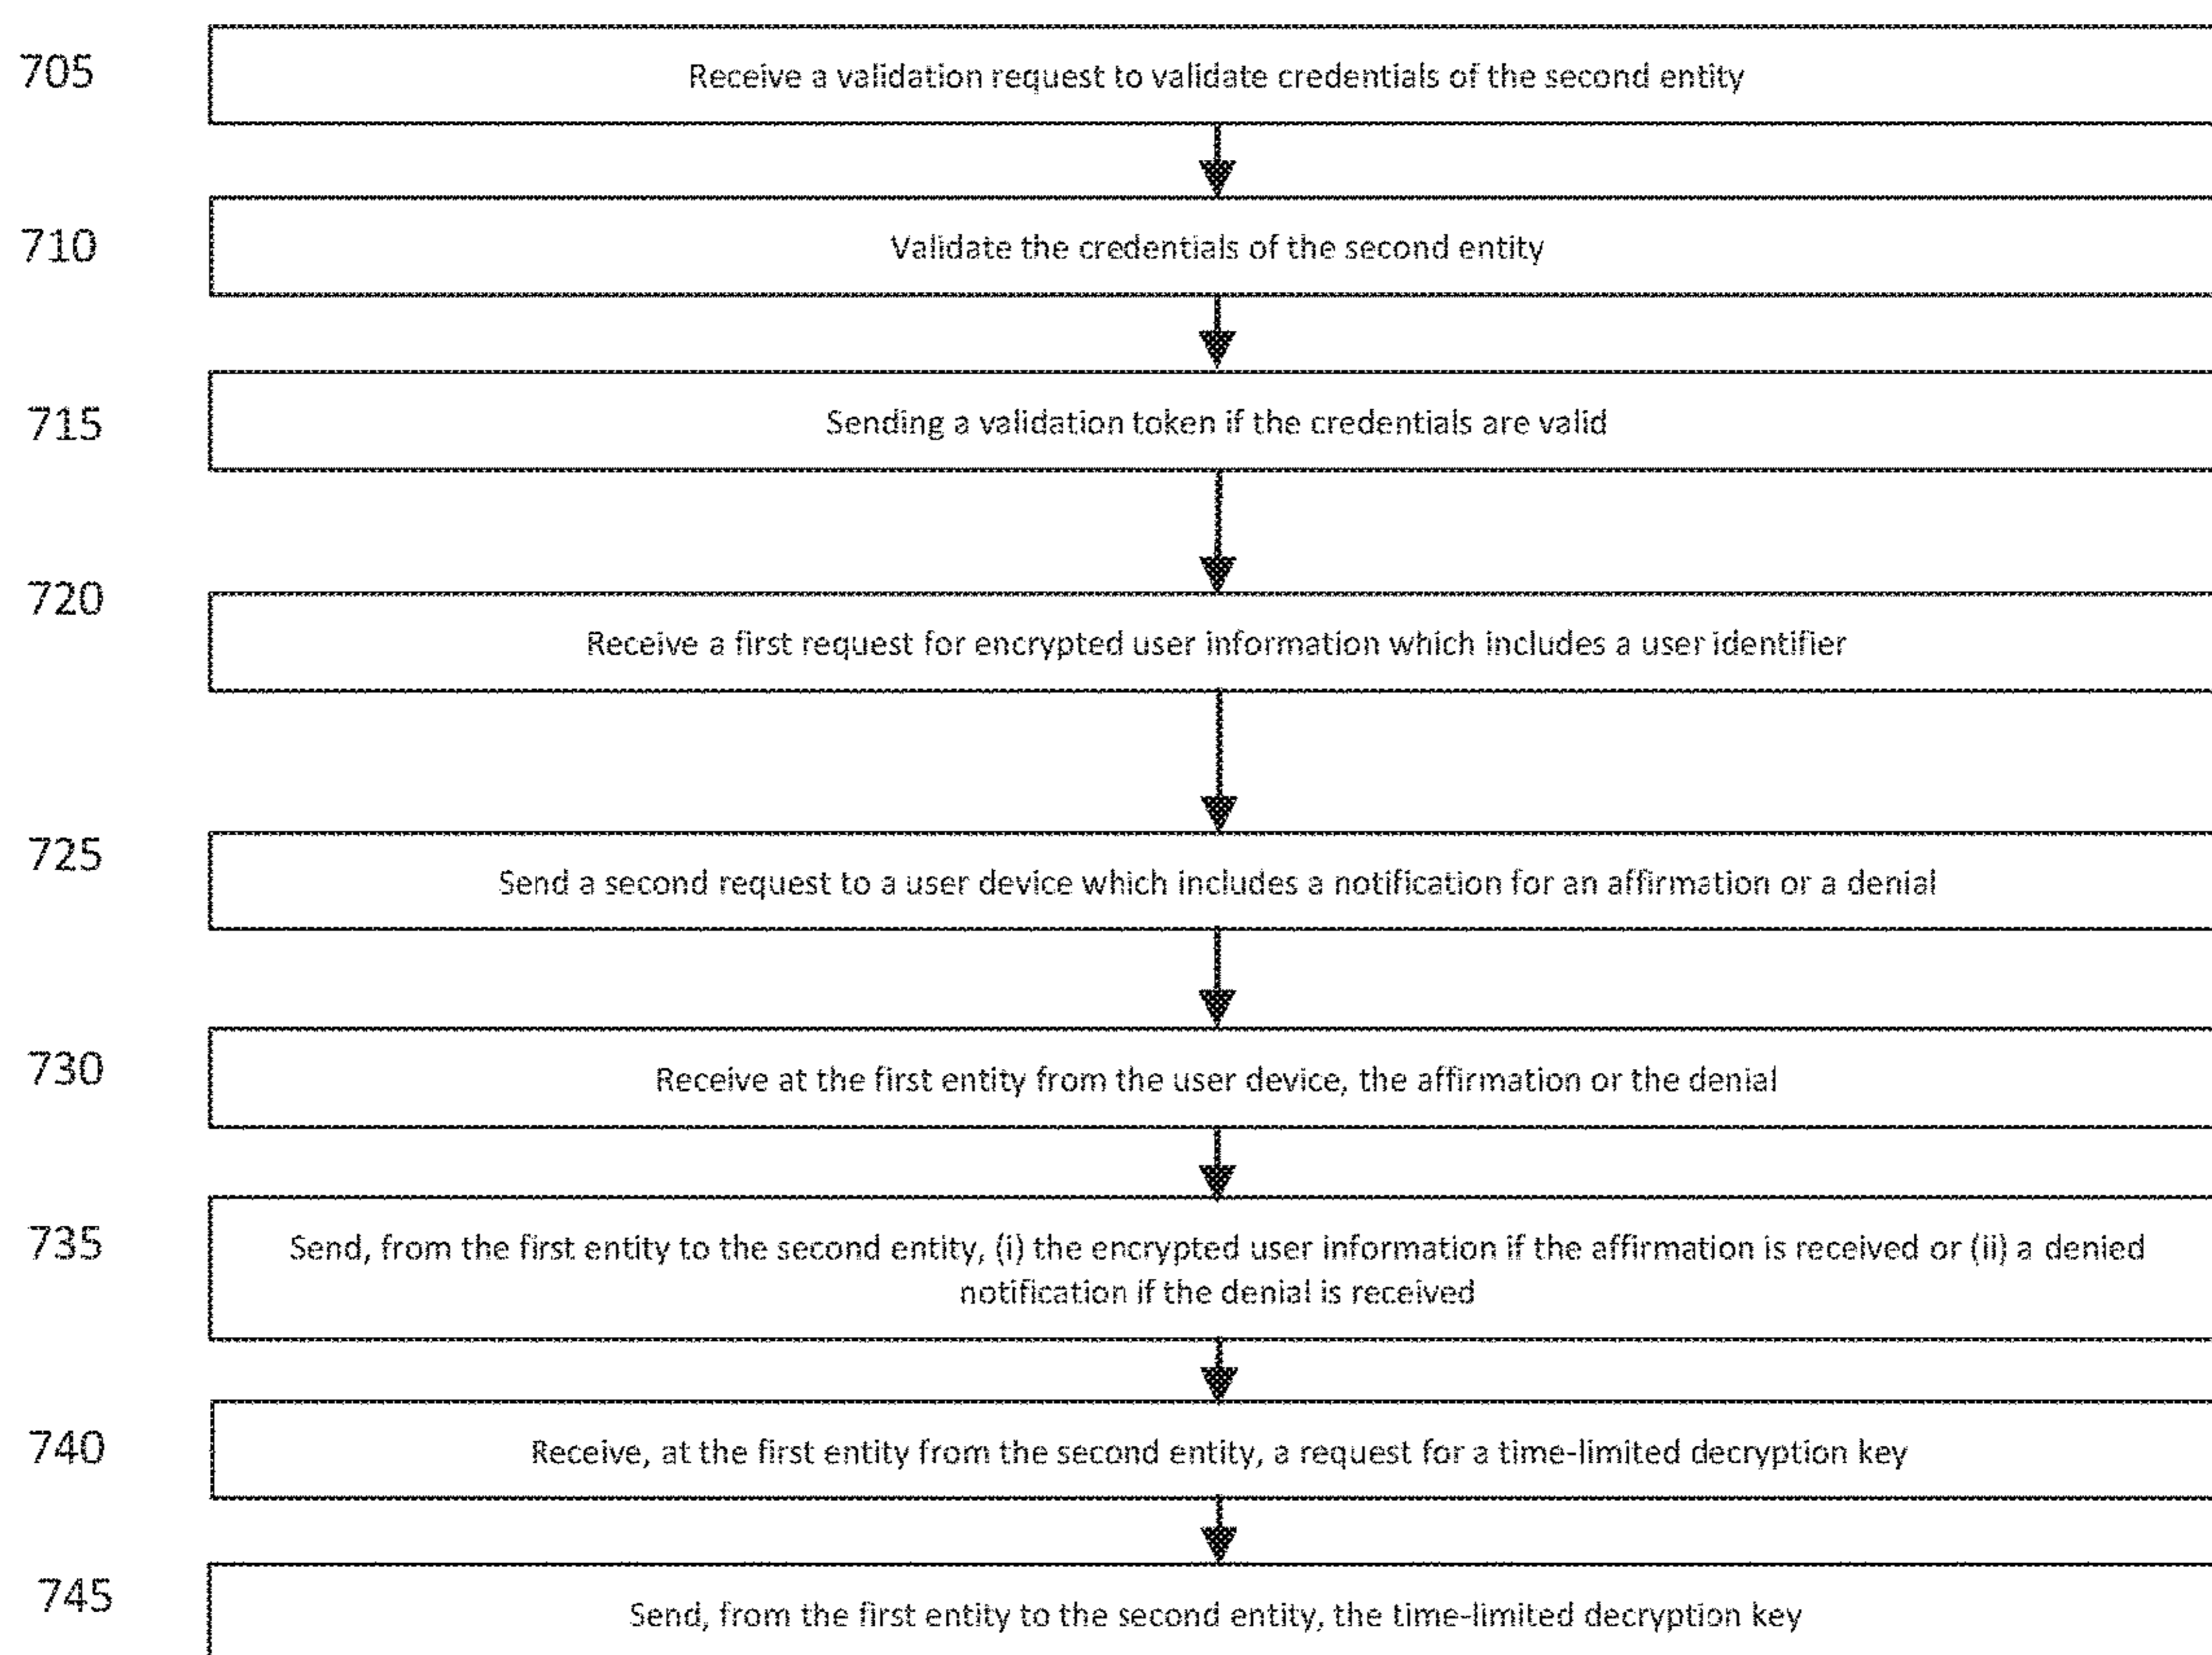 705
Receive a validation request to validate credentials of the second entity
710
Validate the credentials of the second entity
715
Sending a validation token if the credentials are valid
720
Receive a first request for encrypted user information which includes a user identifier
725
Send a second request to a user device which includes a notification for an affirmation or a denial
730
Receive at the first entity from the user device, the affirmation or the denial
735
Send, from the first entity to the second entity, (i) the encrypted user information if the affirmation is received or (ii) a denied
notification if the denial is received
740
Receive, at the first entity from the second entity, a request for a time-limited decryption key
745
Send, from the first entity to the second entity, the time-limited decryption key